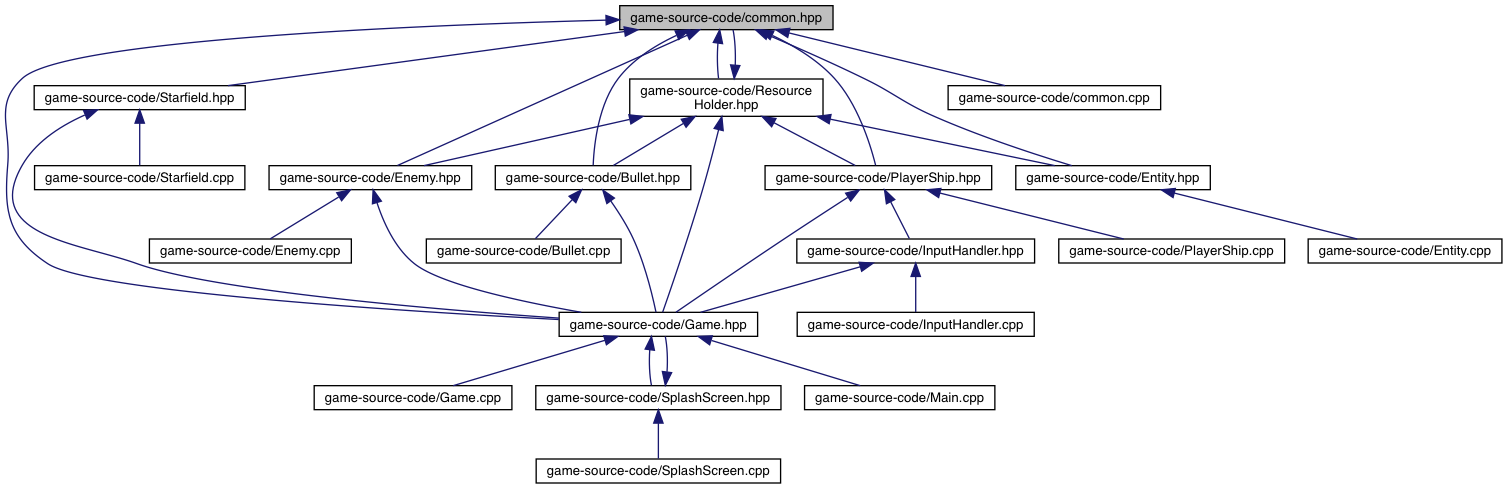 game-source-code/common.hpp
game-source-code/Starfield.hpp
game-source-code/Resource
Holder.hpp
game-source-code/common.cpp
game-source-code/Starfield.cpp
game-source-code/Enemy.hpp
game-source-code/Bullet.hpp
game-source-code/PlayerShip.hpp
game-source-code/Entity.hpp
game-source-code/Enemy.cpp
game-source-code/Bullet.cpp
game-source-code/InputHandler.hpp
game-source-code/PlayerShip.cpp
game-source-code/Entity.cpp
game-source-code/Game.hpp
game-source-code/InputHandler.cpp
game-source-code/Game.cpp
game-source-code/SplashScreen.hpp
game-source-code/Main.cpp
game-source-code/SplashScreen.cpp